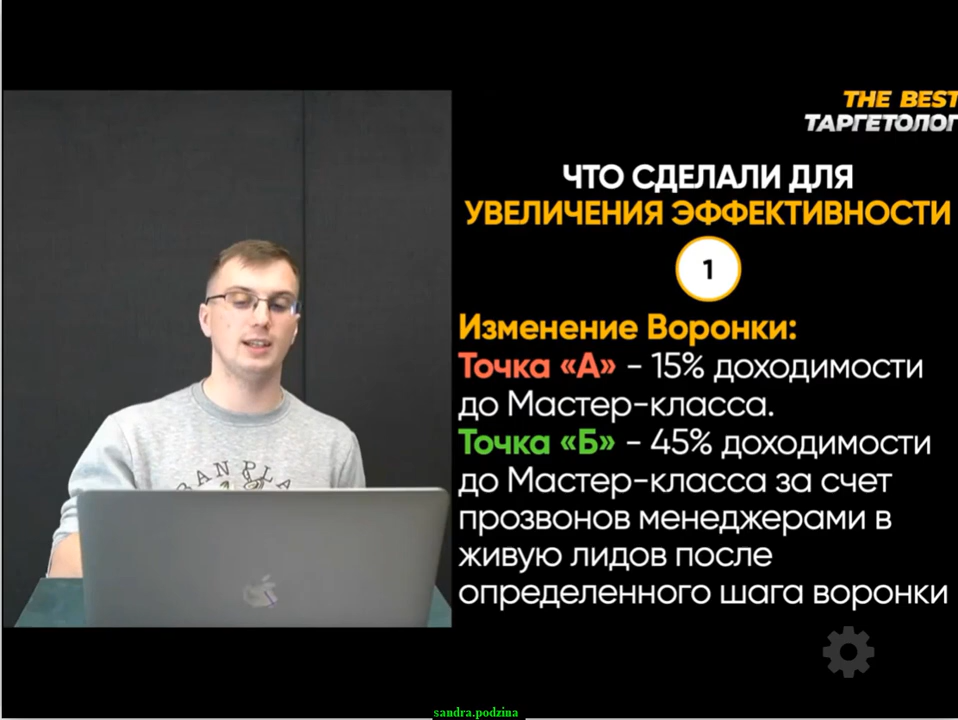 THE BEST
ТАРГЕТОЛОГ
ЧТО СДЕЛАЛИ ДЛЯ
УВЕЛИЧЕНИЯ ЭФФЕКТИВНОСТИ
1
Изменение Воронки:
Точка «А» - 15% доходимости
до Мастер-класса.
Точка «Б» - 45% доходимости
до Мастер-класса за счет
прозвонов менеджерами в
живую лидов после
определенного шага воронки
sandra.podzina